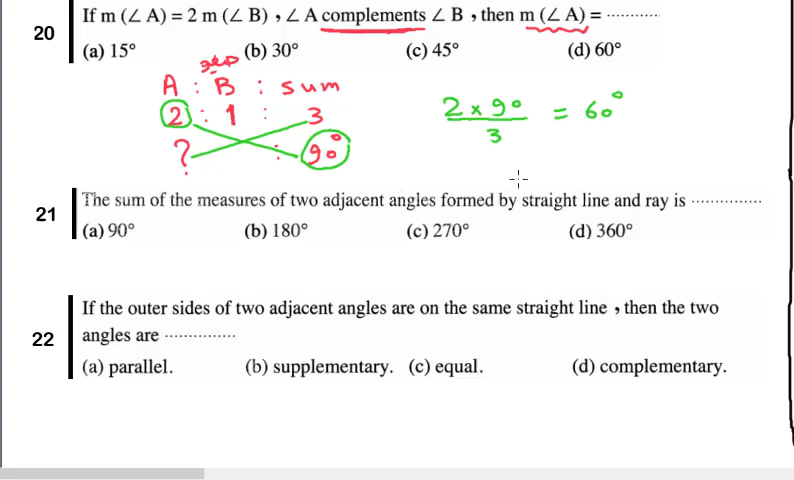 20
If m (∠ A) = 2 m (∠ B) , ∠ A complements ∠ B , then m (∠ A) = ············
(a) 15° (b) 30° (c) 45° (d) 60°
A : B : sum
2 : 1 : 3
? : 90°
2 × 90 / 3 = 60°
21
The sum of the measures of two adjacent angles formed by straight line and ray is ···············
(a) 90° (b) 180° (c) 270° (d) 360°
22
If the outer sides of two adjacent angles are on the same straight line , then the two
angles are ···············
(a) parallel. (b) supplementary. (c) equal. (d) complementary.